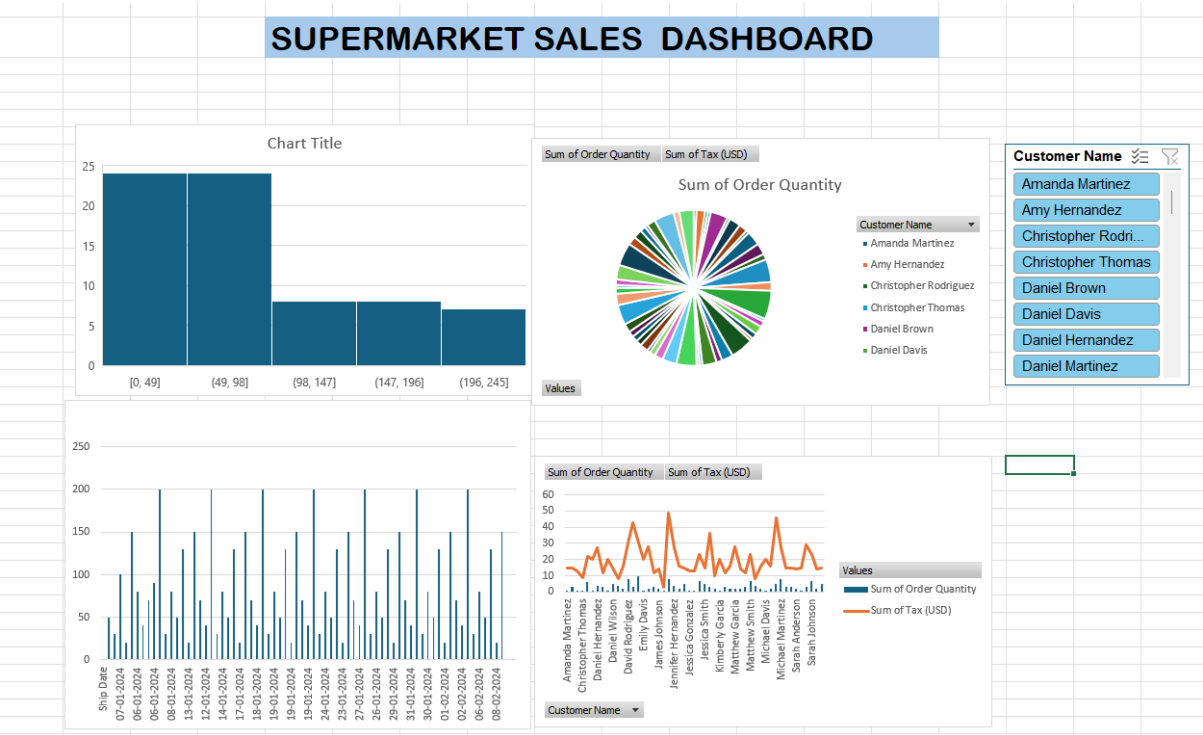 SUPERMARKET SALES DASHBOARD
Chart Title
25
20
15
10
5
0
[0, 49]
(49, 98]
(98, 147]
(147, 196]
(196, 245]
Sum of Order Quantity
Sum of Tax (USD)
Sum of Order Quantity
Customer Name
Amanda Martinez
Amy Hernandez
Christopher Rodriguez
Christopher Thomas
Daniel Brown
Daniel Davis
Values
Customer Name
Amanda Martinez
Amy Hernandez
Christopher Rodri...
Christopher Thomas
Daniel Brown
Daniel Davis
Daniel Hernandez
Daniel Martinez
250
200
150
100
50
0
Ship Date
07-01-2024
06-01-2024
06-01-2024
08-01-2024
13-01-2024
12-01-2024
14-01-2024
17-01-2024
18-01-2024
19-01-2024
19-01-2024
19-01-2024
24-01-2024
23-01-2024
27-01-2024
26-01-2024
29-01-2024
31-01-2024
30-01-2024
01-02-2024
02-02-2024
06-02-2024
08-02-2024
Sum of Order Quantity
Sum of Tax (USD)
60
50
40
30
20
10
0
Amanda Martinez
Christopher Thomas
Daniel Hernandez
Daniel Wilson
David Rodriguez
Emily Davis
James Johnson
Jennifer Hernandez
Jessica Gonzalez
Jessica Smith
Kimberly Garcia
Matthew Garcia
Matthew Smith
Michael Davis
Michael Martinez
Sarah Anderson
Sarah Johnson
Values
Sum of Order Quantity
Sum of Tax (USD)
Customer Name